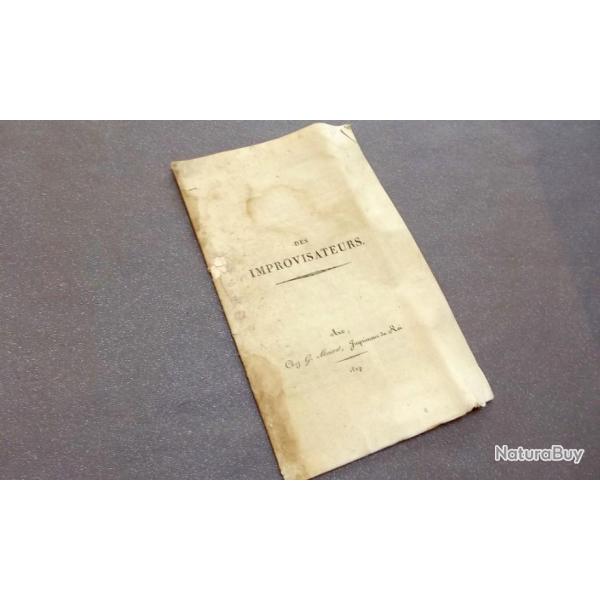 DES
IMPROVISATEURS.
Aix,
Chez G. Mouret, Imprimeur du Roi
NaturaBuy